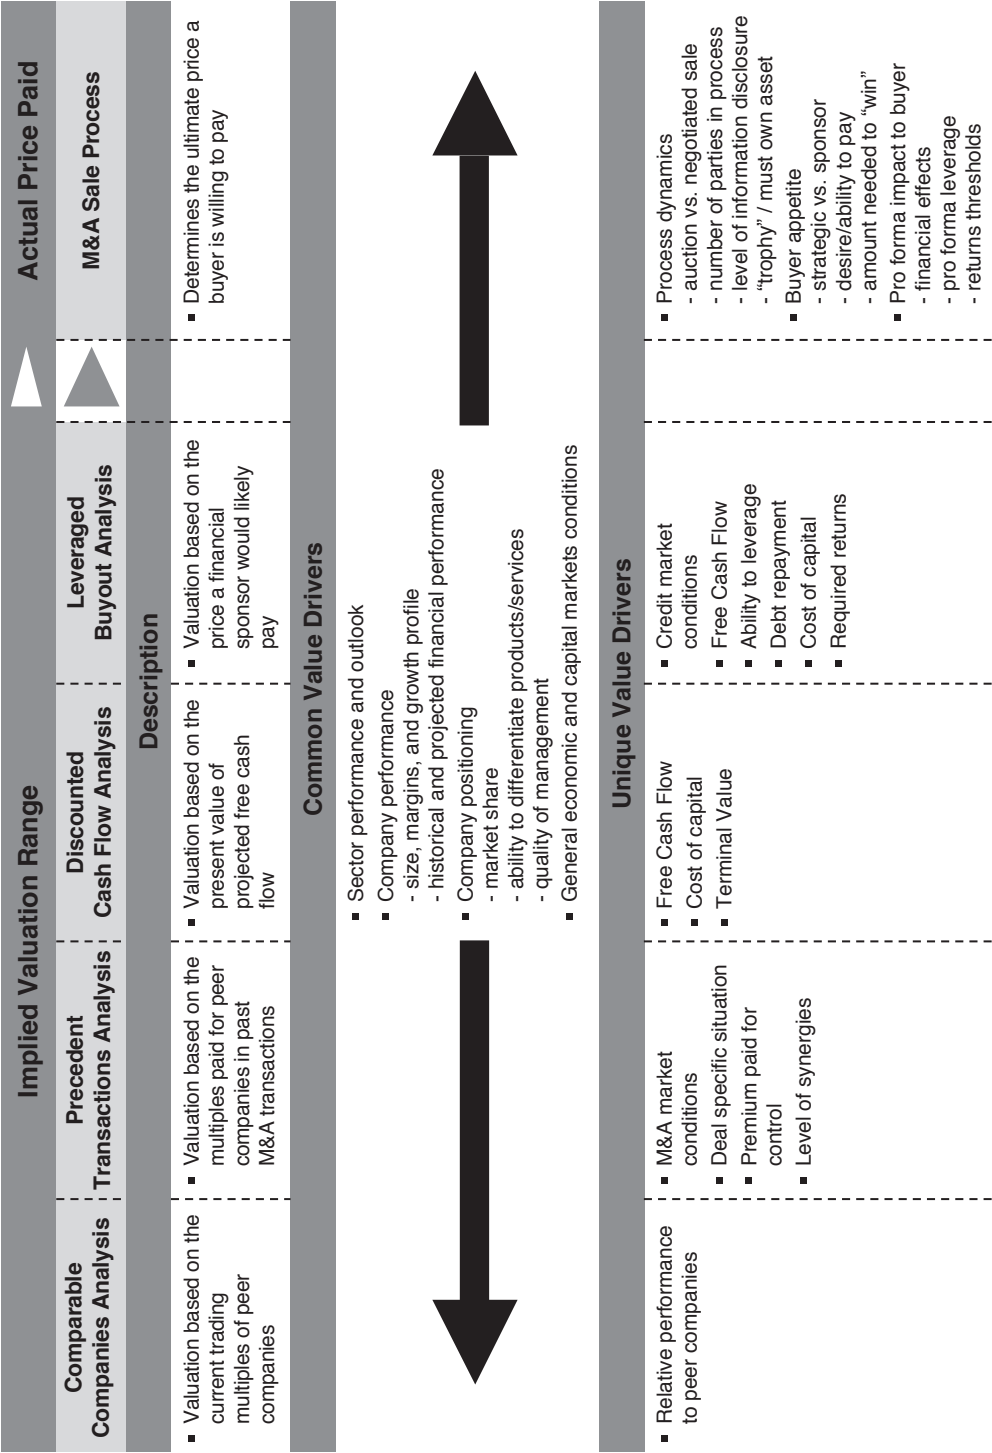 Implied Valuation Range
Actual Price Paid
Comparable
Companies Analysis
Precedent
Transactions Analysis
Discounted
Cash Flow Analysis
Leveraged
Buyout Analysis
M&A Sale Process
Description
▪ Valuation based on the
current trading
multiples of peer
companies
▪ Valuation based on the
multiples paid for peer
companies in past
M&A transactions
▪ Valuation based on the
present value of
projected free cash
flow
▪ Valuation based on the
price a financial
sponsor would likely
pay
▪ Determines the ultimate price a
buyer is willing to pay
Common Value Drivers
▪ Sector performance and outlook
▪ Company performance
- size, margins, and growth profile
- historical and projected financial performance
▪ Company positioning
- market share
- ability to differentiate products/services
- quality of management
▪ General economic and capital markets conditions
Unique Value Drivers
▪ Relative performance
to peer companies
▪ M&A market
conditions
▪ Deal specific situation
▪ Premium paid for
control
▪ Level of synergies
▪ Free Cash Flow
▪ Cost of capital
▪ Terminal Value
▪ Credit market
conditions
▪ Free Cash Flow
▪ Ability to leverage
▪ Debt repayment
▪ Cost of capital
▪ Required returns
▪ Process dynamics
- auction vs. negotiated sale
- number of parties in process
- level of information disclosure
- “trophy” / must own asset
▪ Buyer appetite
- strategic vs. sponsor
- desire/ability to pay
- amount needed to “win”
▪ Pro forma impact to buyer
- financial effects
- pro forma leverage
- returns thresholds